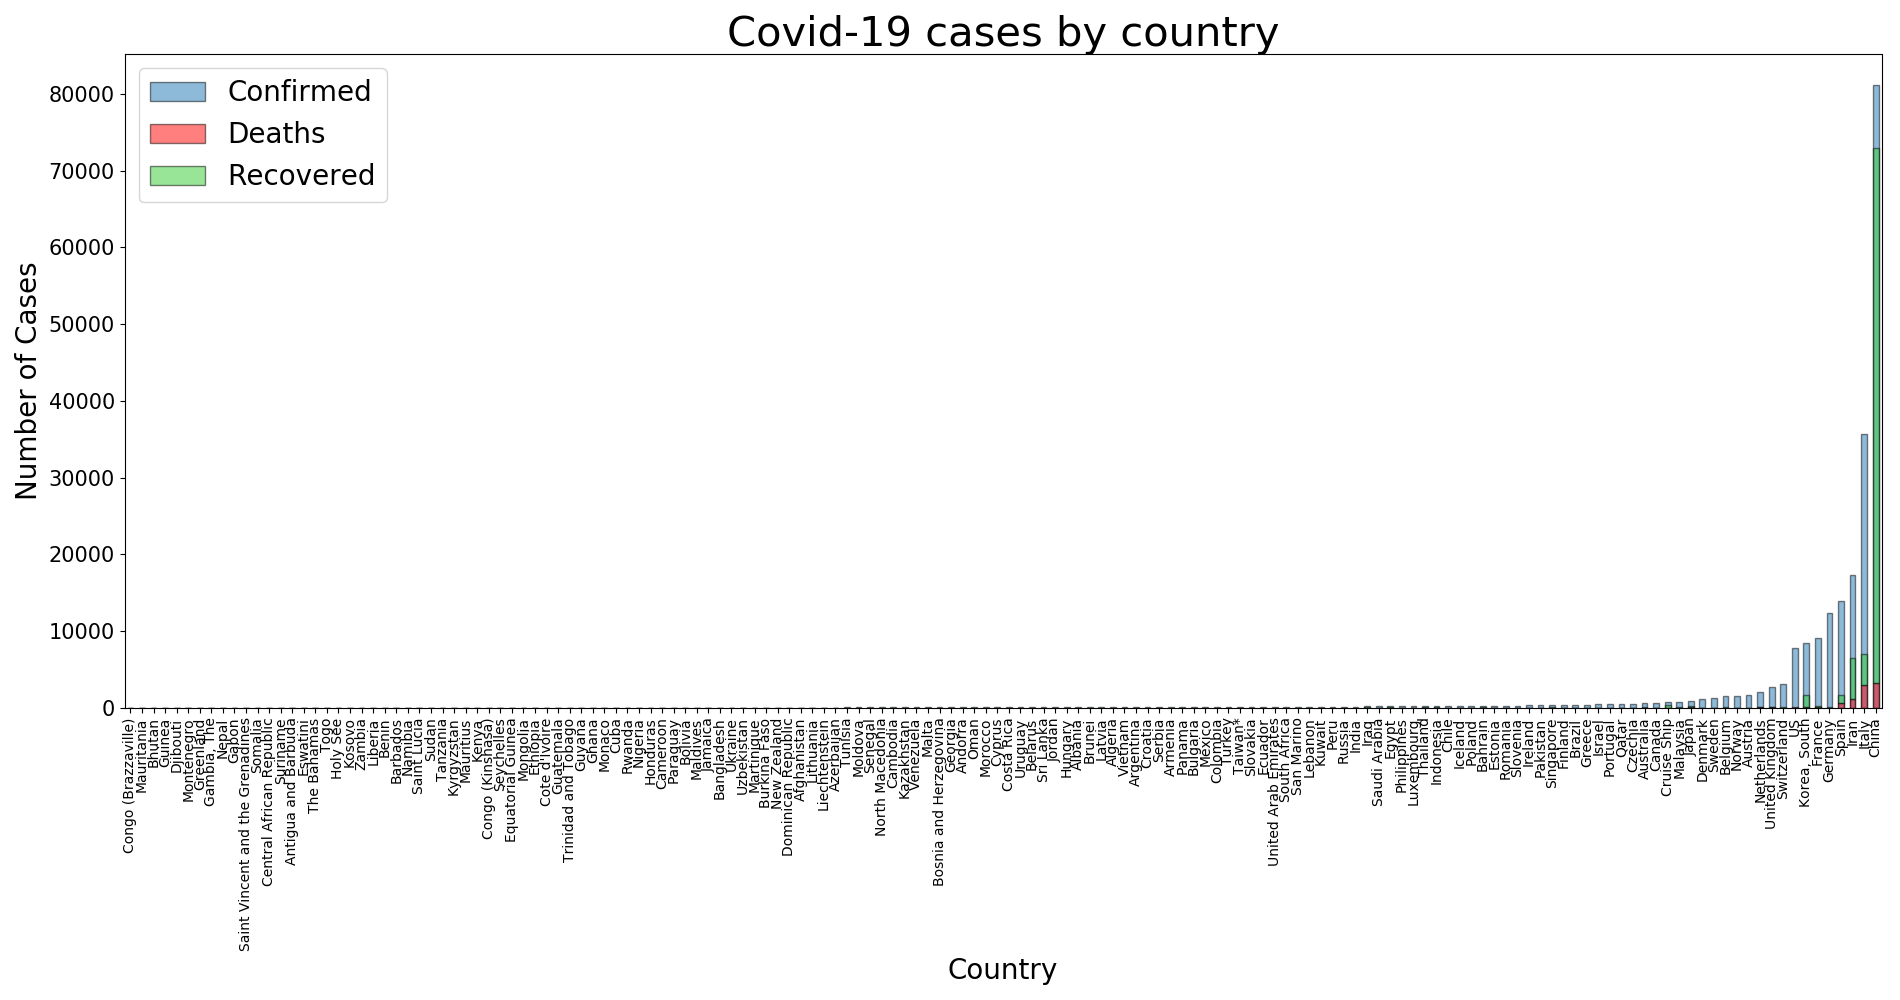 Covid-19 cases by country
Confirmed
Deaths
Recovered
80000
70000
60000
50000
40000
30000
20000
10000
0
Number of Cases
Congo (Brazzaville)
Mauritania
Bhutan
Guinea
Djibouti
Montenegro
Greenland
Gambia, The
Nepal
Gabon
Saint Vincent and the Grenadines
Somalia
Central African Republic
Suriname
Antigua and Barbuda
Eswatini
The Bahamas
Togo
Holy See
Kosovo
Zambia
Liberia
Benin
Barbados
Namibia
Saint Lucia
Sudan
Tanzania
Kyrgyzstan
Mauritius
Kenya
Congo (Kinshasa)
Seychelles
Equatorial Guinea
Mongolia
Ethiopia
Cote d'Ivoire
Guatemala
Trinidad and Tobago
Guyana
Ghana
Monaco
Cuba
Rwanda
Nigeria
Honduras
Cameroon
Paraguay
Bolivia
Maldives
Jamaica
Bangladesh
Ukraine
Uzbekistan
Martinique
Burkina Faso
New Zealand
Dominican Republic
Afghanistan
Lithuania
Liechtenstein
Azerbaijan
Tunisia
Moldova
Senegal
North Macedonia
Cambodia
Kazakhstan
Venezuela
Malta
Bosnia and Herzegovina
Georgia
Andorra
Oman
Morocco
Cyprus
Costa Rica
Uruguay
Belarus
Sri Lanka
Jordan
Hungary
Albania
Brunei
Latvia
Algeria
Vietnam
Argentina
Croatia
Serbia
Armenia
Panama
Bulgaria
Mexico
Colombia
Turkey
Taiwan*
Slovakia
Ecuador
United Arab Emirates
South Africa
San Marino
Lebanon
Kuwait
Peru
Russia
India
Iraq
Saudi Arabia
Egypt
Philippines
Luxembourg
Thailand
Indonesia
Chile
Iceland
Poland
Bahrain
Estonia
Romania
Slovenia
Ireland
Pakistan
Singapore
Finland
Brazil
Greece
Israel
Portugal
Qatar
Czechia
Australia
Canada
Cruise Ship
Malaysia
Japan
Denmark
Sweden
Belgium
Norway
Austria
Netherlands
United Kingdom
Switzerland
US
Korea, South
France
Germany
Spain
Iran
Italy
China
Country